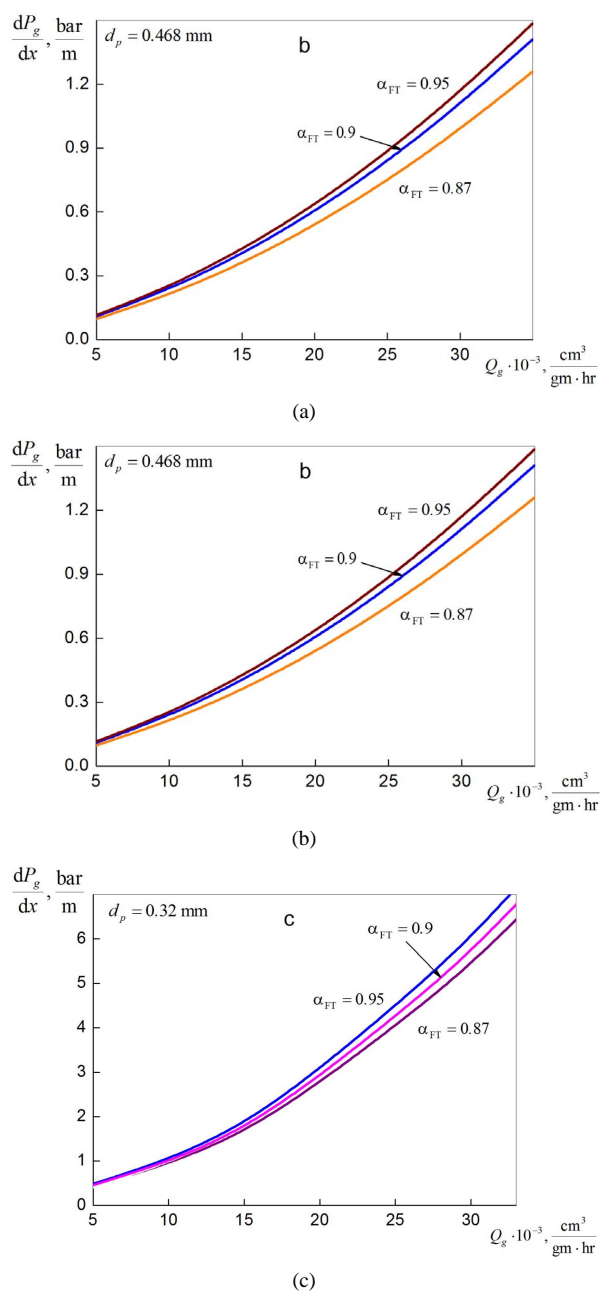 dP_g/dx, bar/m
d_p = 0.468 mm
b
1.2
0.9
0.6
0.3
0.0
α_FT = 0.95
α_FT = 0.9
α_FT = 0.87
5 10 15 20 25 30
Q_g · 10^−3, cm^3/gm · hr
(a)
dP_g/dx, bar/m
d_p = 0.468 mm
b
1.2
0.9
0.6
0.3
0.0
α_FT = 0.95
α_FT = 0.9
α_FT = 0.87
5 10 15 20 25 30
Q_g · 10^−3, cm^3/gm · hr
(b)
dP_g/dx, bar/m
d_p = 0.32 mm
c
6
5
4
3
2
1
0
α_FT = 0.9
α_FT = 0.95
α_FT = 0.87
5 10 15 20 25 30
Q_g · 10^−3, cm^3/gm · hr
(c)